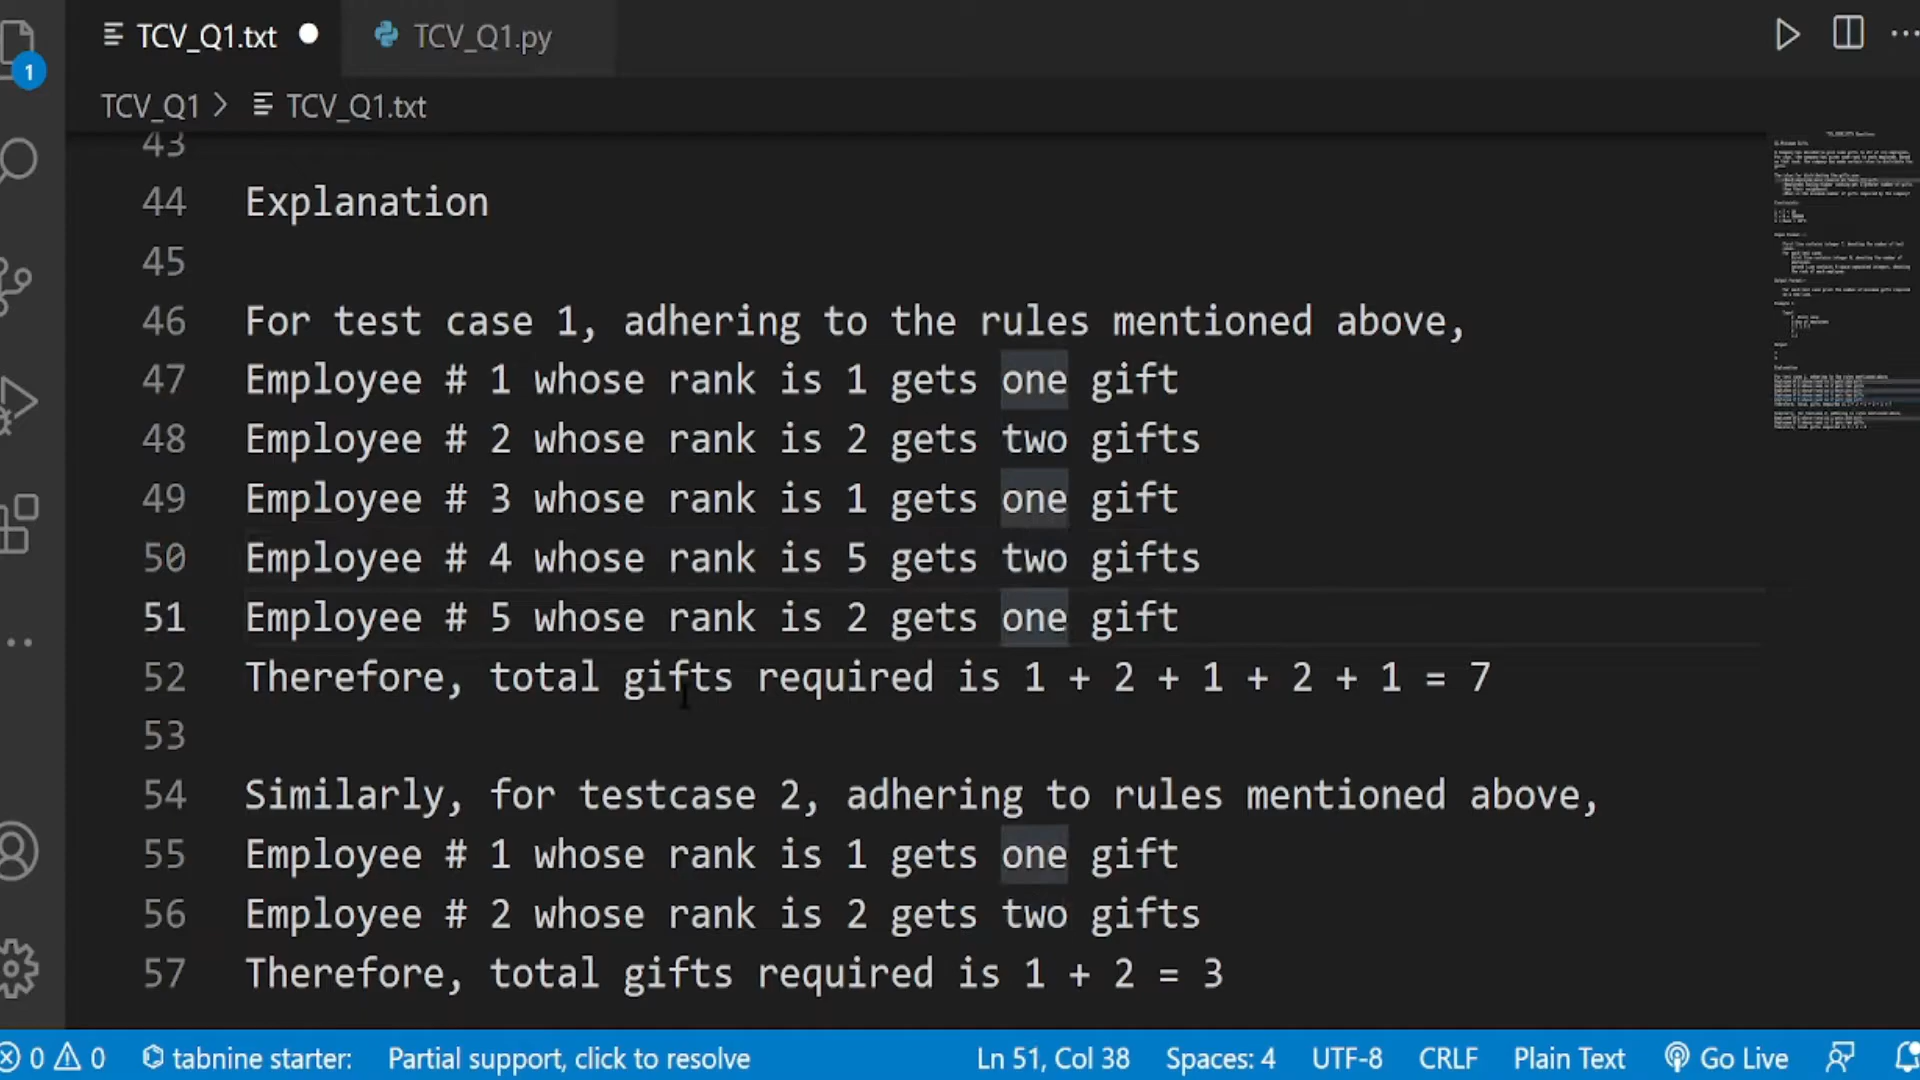 TCV_Q1.txt
TCV_Q1.py
1
TCV_Q1 > TCV_Q1.txt
43
44 Explanation
45
46 For test case 1, adhering to the rules mentioned above,
47 Employee # 1 whose rank is 1 gets one gift
48 Employee # 2 whose rank is 2 gets two gifts
49 Employee # 3 whose rank is 1 gets one gift
50 Employee # 4 whose rank is 5 gets two gifts
51 Employee # 5 whose rank is 2 gets one gift
52 Therefore, total gifts required is 1 + 2 + 1 + 2 + 1 = 7
53
54 Similarly, for testcase 2, adhering to rules mentioned above,
55 Employee # 1 whose rank is 1 gets one gift
56 Employee # 2 whose rank is 2 gets two gifts
57 Therefore, total gifts required is 1 + 2 = 3
0 0 tabnine starter: Partial support, click to resolve Ln 51, Col 38 Spaces: 4 UTF-8 CRLF Plain Text Go Live